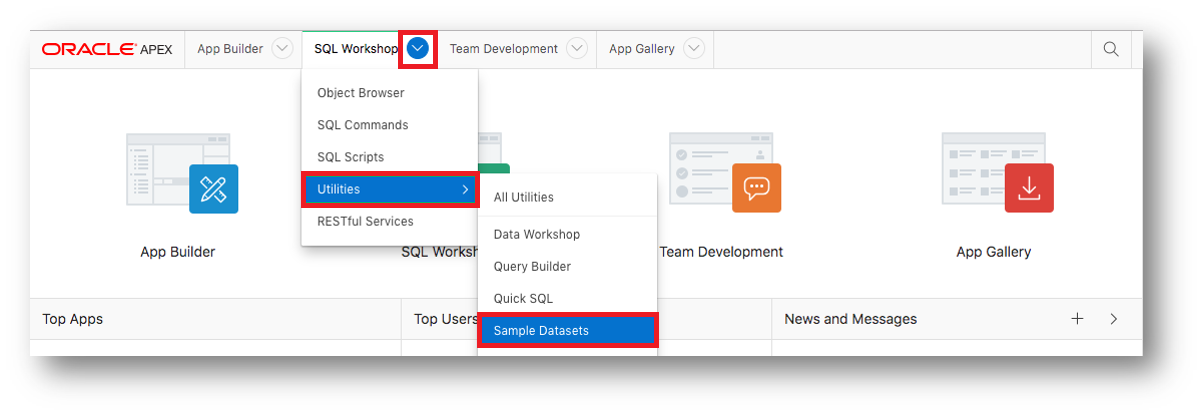 ORACLE APEX App Builder SQL Workshop Team Development App Gallery
Object Browser
SQL Commands
SQL Scripts
Utilities
RESTful Services
All Utilities
Data Workshop
Query Builder
Quick SQL
Sample Datasets
App Builder SQL Worksh Team Development App Gallery
Top Apps Top Users News and Messages